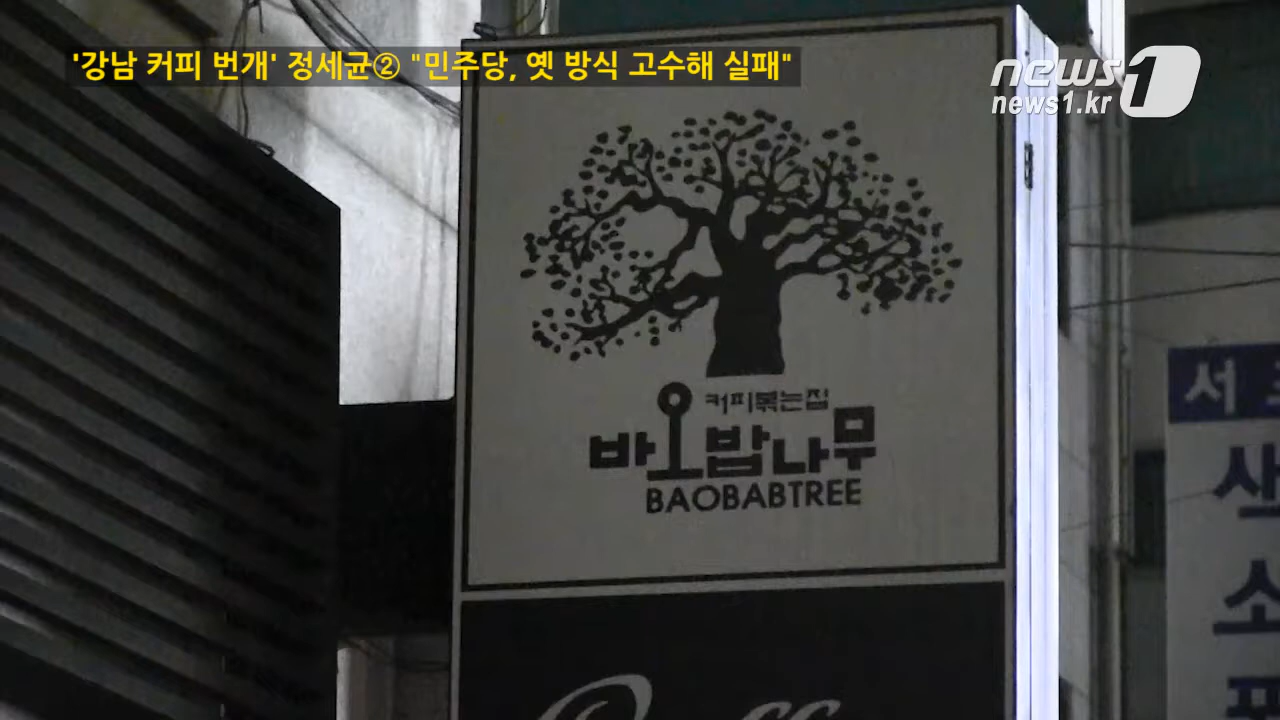 '강남 커피 번개' 정세균② "민주당, 옛 방식 고수해 실패"
news1
news1.kr
커피볶는집
바오밥나무
BAOBABTREE
서
소